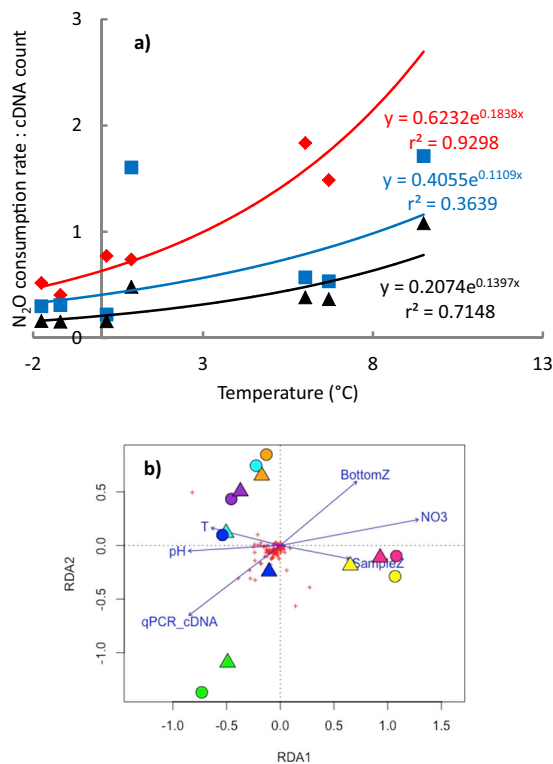 3
a)
2
1
0
-2
3
8
13
N₂O consumption rate : cDNA count
Temperature (°C)
y = 0.6232e^0.1838x
r² = 0.9298
y = 0.4055e^0.1109x
r² = 0.3639
y = 0.2074e^0.1397x
r² = 0.7148
b)
BottomZ
NO3
T
pH
SampleZ
qPCR_cDNA
0.5
0.0
-0.5
-1.0
RDA2
-1.0
-0.5
0.0
0.5
1.0
1.5
RDA1